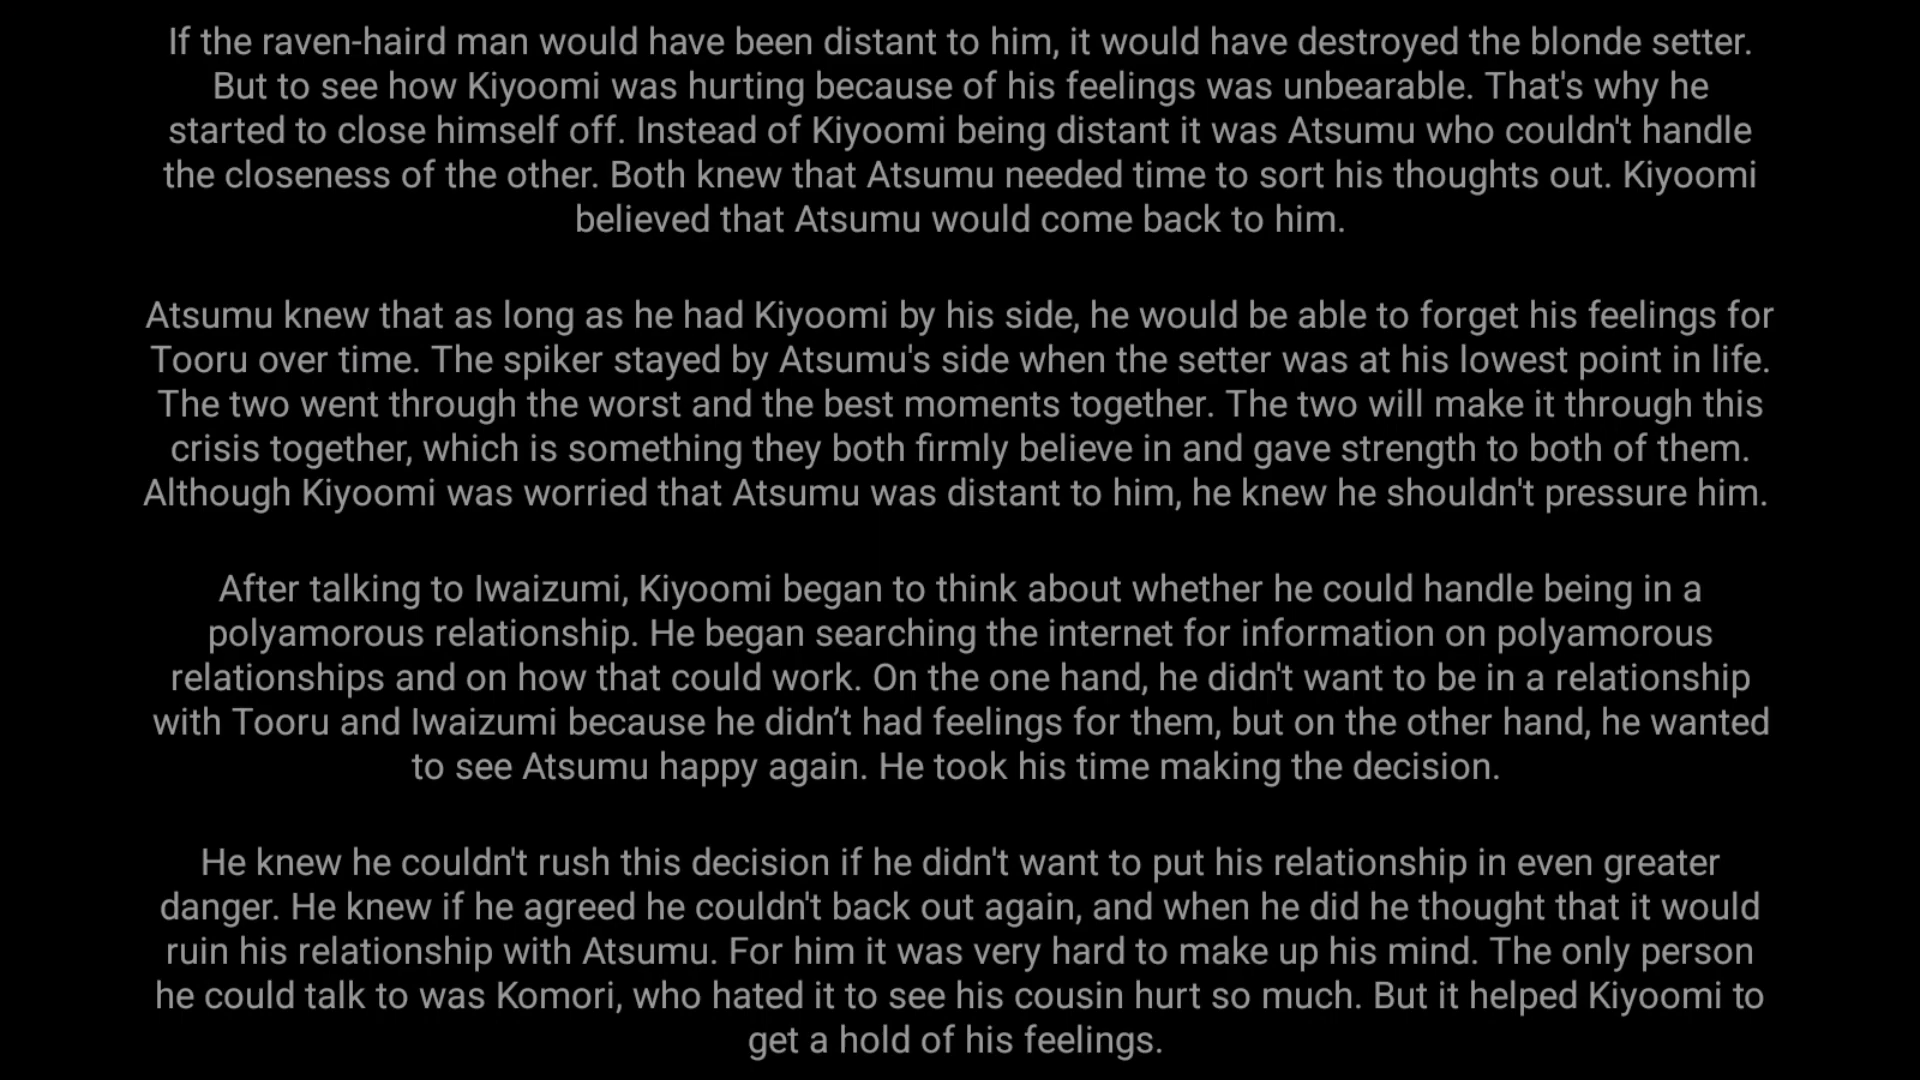 If the raven-haird man would have been distant to him, it would have destroyed the blonde setter.
But to see how Kiyoomi was hurting because of his feelings was unbearable. That's why he
started to close himself off. Instead of Kiyoomi being distant it was Atsumu who couldn't handle
the closeness of the other. Both knew that Atsumu needed time to sort his thoughts out. Kiyoomi
believed that Atsumu would come back to him.
Atsumu knew that as long as he had Kiyoomi by his side, he would be able to forget his feelings for
Tooru over time. The spiker stayed by Atsumu's side when the setter was at his lowest point in life.
The two went through the worst and the best moments together. The two will make it through this
crisis together, which is something they both firmly believe in and gave strength to both of them.
Although Kiyoomi was worried that Atsumu was distant to him, he knew he shouldn't pressure him.
After talking to Iwaizumi, Kiyoomi began to think about whether he could handle being in a
polyamorous relationship. He began searching the internet for information on polyamorous
relationships and on how that could work. On the one hand, he didn't want to be in a relationship
with Tooru and Iwaizumi because he didn’t had feelings for them, but on the other hand, he wanted
to see Atsumu happy again. He took his time making the decision.
He knew he couldn't rush this decision if he didn't want to put his relationship in even greater
danger. He knew if he agreed he couldn't back out again, and when he did he thought that it would
ruin his relationship with Atsumu. For him it was very hard to make up his mind. The only person
he could talk to was Komori, who hated it to see his cousin hurt so much. But it helped Kiyoomi to
get a hold of his feelings.